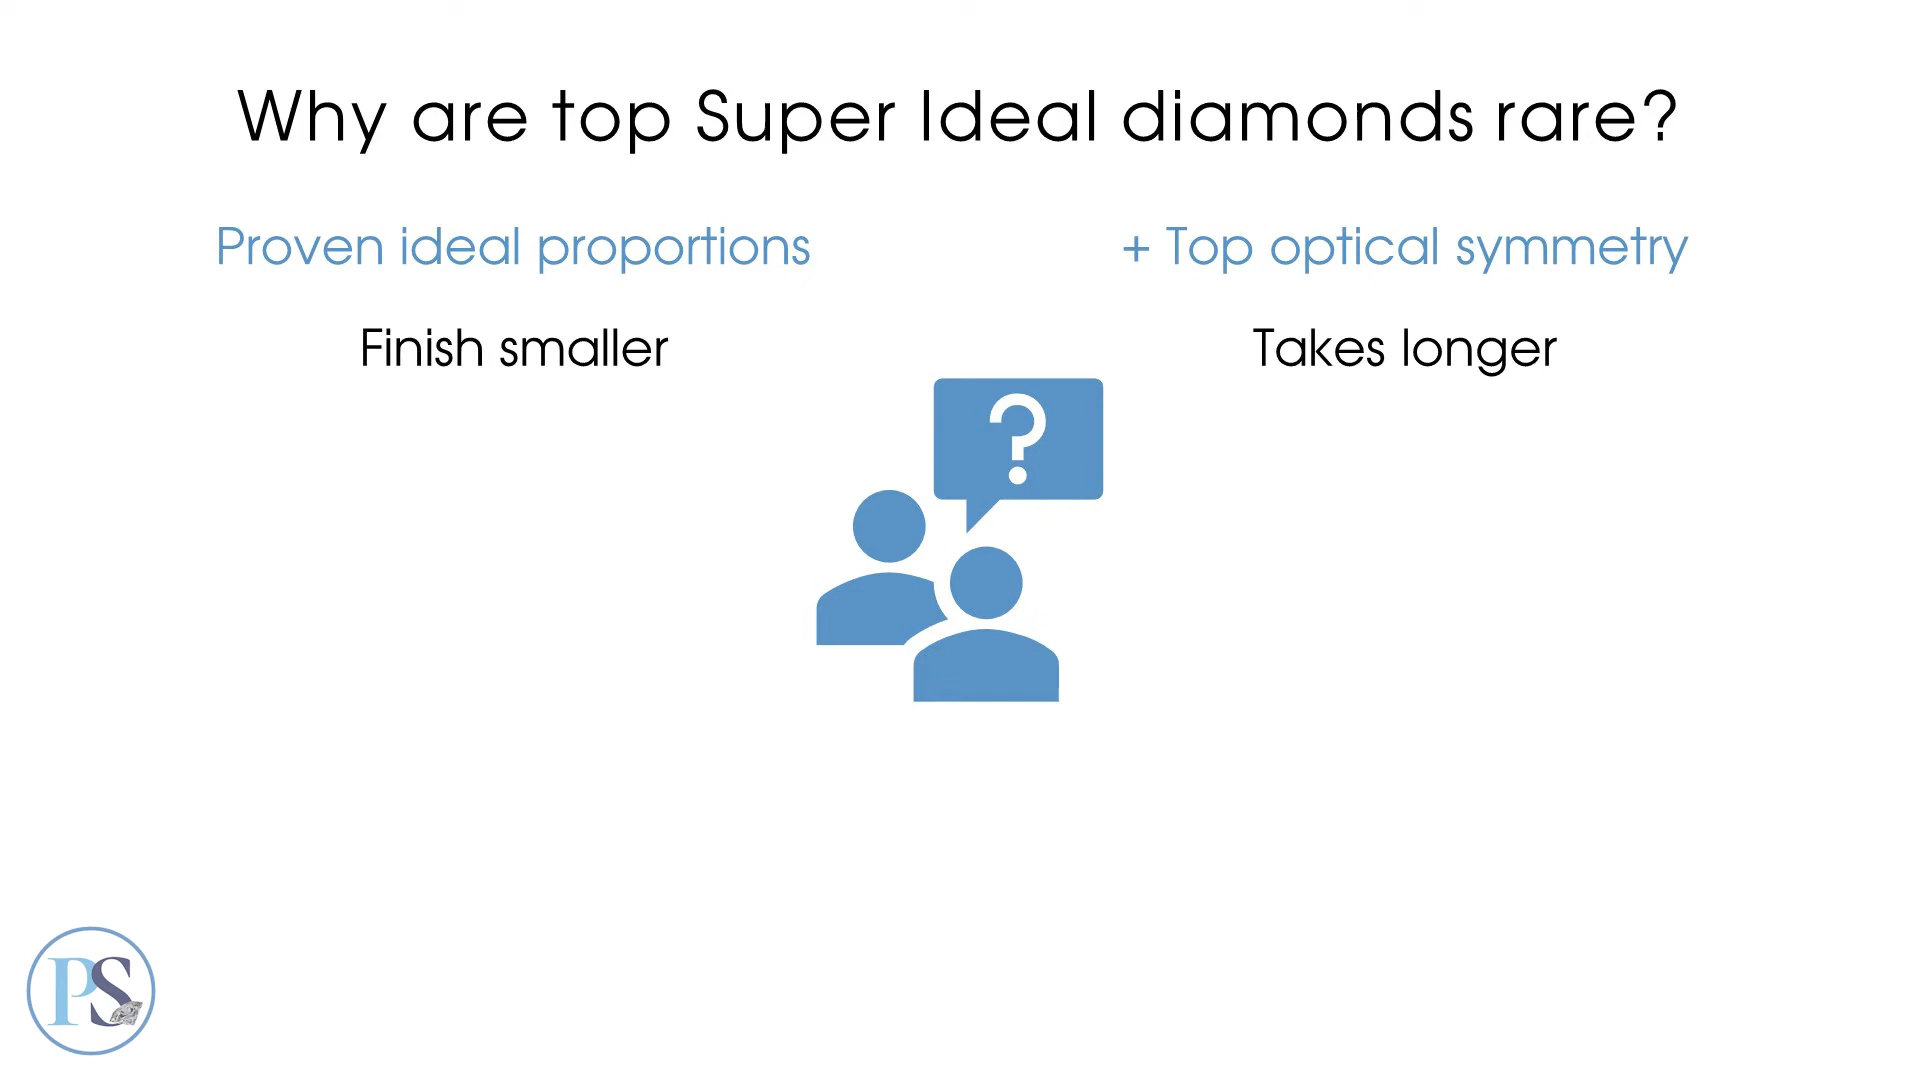 Why are top Super Ideal diamonds rare?
Proven ideal proportions
+ Top optical symmetry
Finish smaller
Takes longer
?
PS